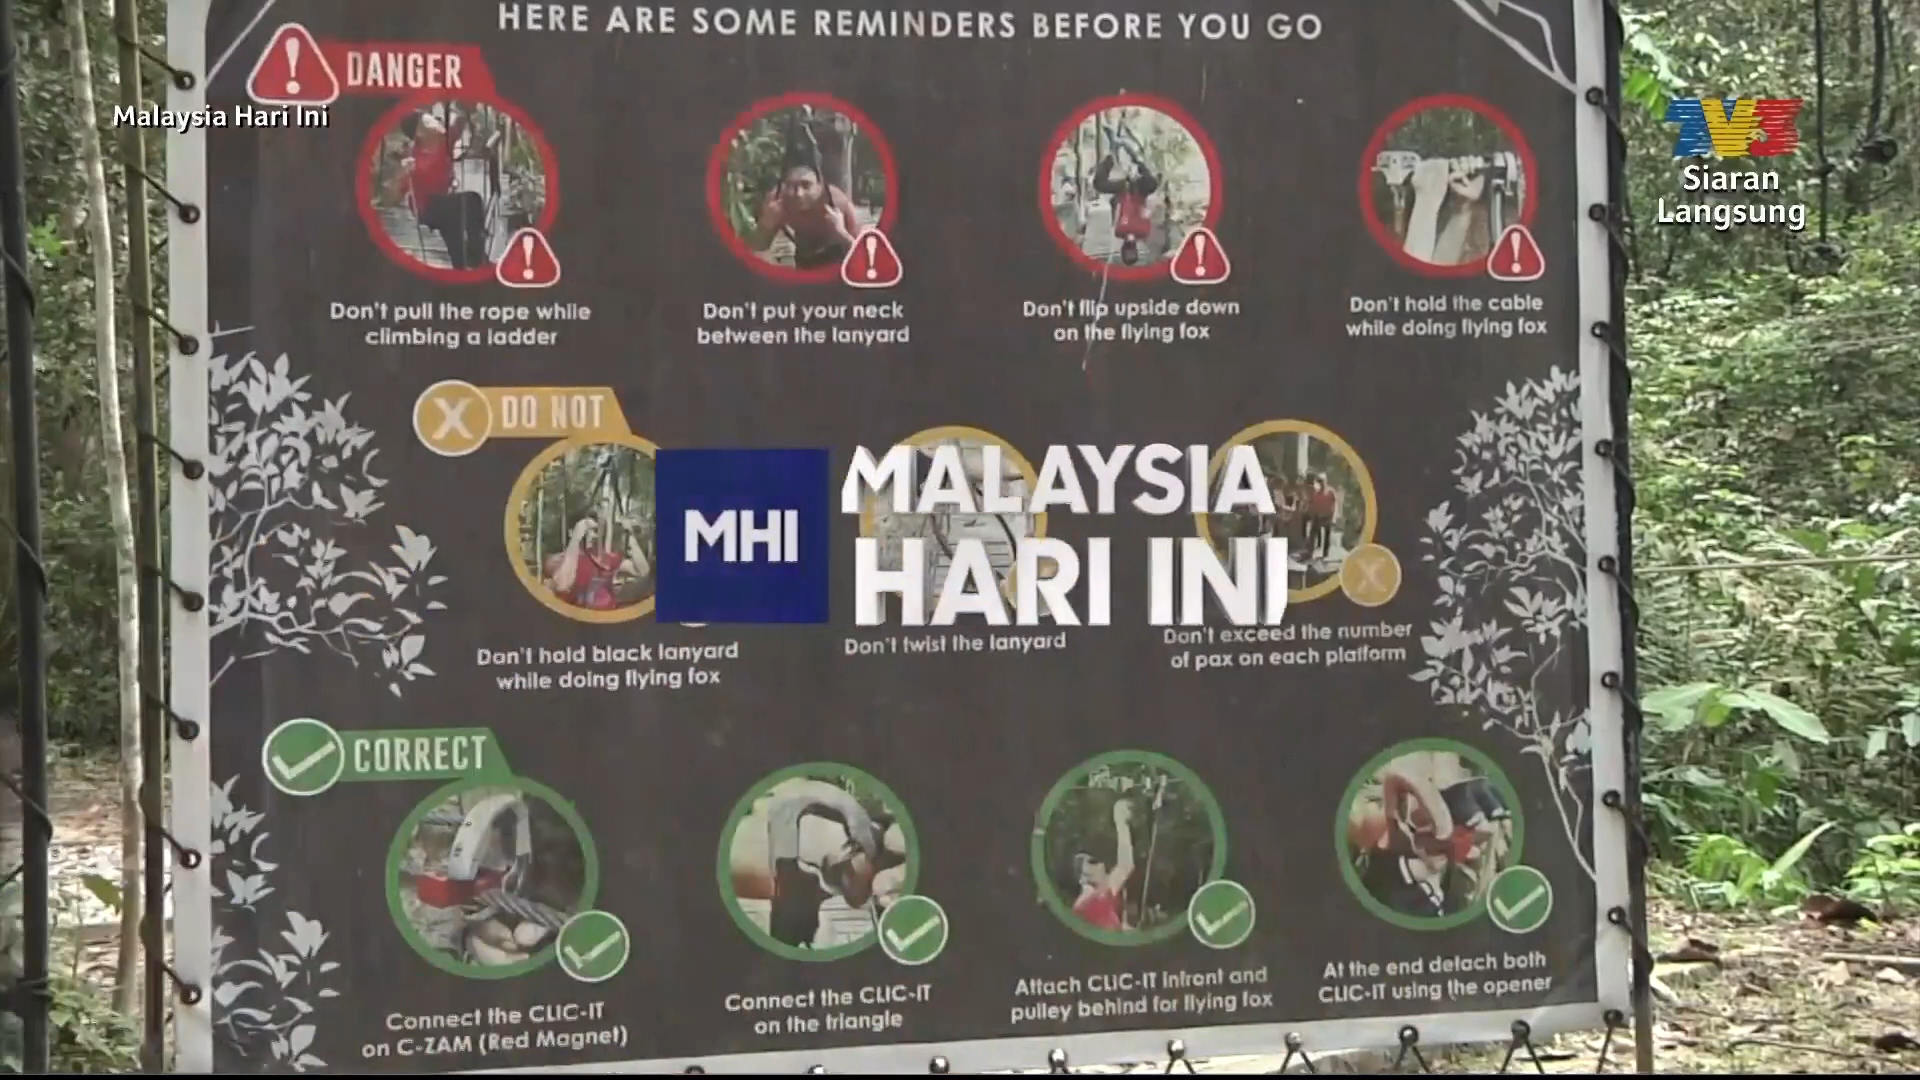 HERE ARE SOME REMINDERS BEFORE YOU GO
DANGER
Malaysia Hari Ini
TV3
Siaran
Langsung
Don't pull the rope while
climbing a ladder
Don't put your neck
between the lanyard
Don't flip upside down
on the flying fox
Don't hold the cable
while doing flying fox
X DO NOT
MHI
MALAYSIA
HARI INI
X
Don't hold black lanyard
while doing flying fox
Don't twist the lanyard
Don't exceed the number
of pax on each platform
CORRECT
Connect the CLIC-IT
on C-ZAM (Red Magnet)
Connect the CLIC-IT
on the triangle
Attach CLIC-IT infront and
pulley behind for flying fox
At the end detach both
CLIC-IT using the opener